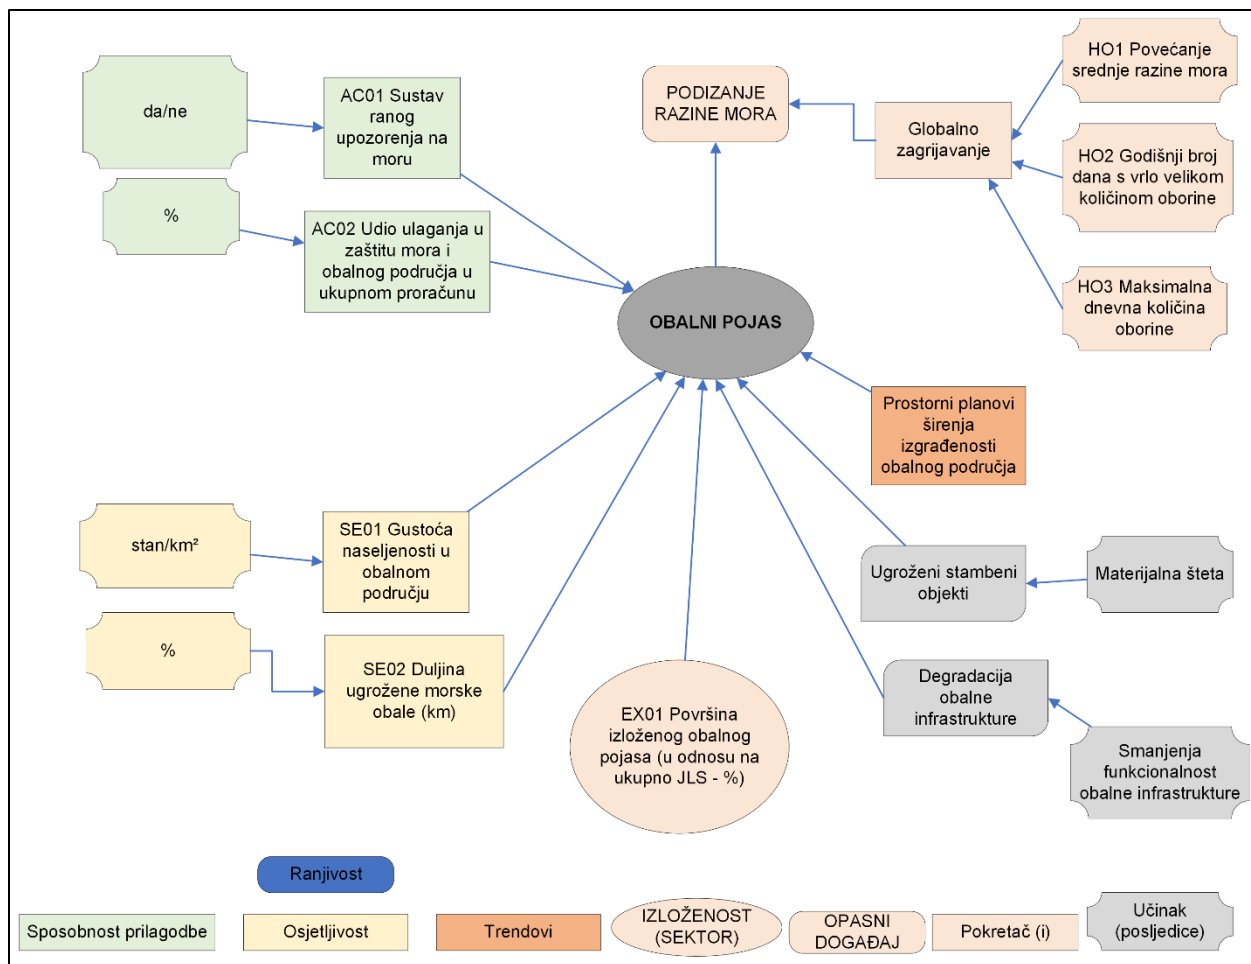 da/ne
AC01 Sustav
ranog
upozorenja na
moru
%
AC02 Udio ulaganja u
zaštitu mora i
obalnog područja u
ukupnom proračunu
PODIZANJE
RAZINE MORA
Globalno
zagrijavanje
HO1 Povećanje
srednje razine mora
HO2 Godišnji broj
dana s vrlo velikom
količinom oborine
HO3 Maksimalna
dnevna količina
oborine
OBALNI POJAS
Prostorni planovi
širenja
izgrađenosti
obalnog područja
stan/km²
SE01 Gustoća
naseljenosti u
obalnom
području
%
SE02 Duljina
ugrožene morske
obale (km)
EX01 Površina
izloženog obalnog
pojasa (u odnosu na
ukupno JLS - %)
Ugroženi stambeni
objekti
Materijalna šteta
Degradacija
obalne
infrastrukture
Smanjenja
funkcionalnost
obalne infrastrukture
Ranjivost
Sposobnost prilagodbe
Osjetljivost
Trendovi
IZLOŽENOST
(SEKTOR)
OPASNI
DOGAĐAJ
Pokretač (i)
Učinak
(posljedice)